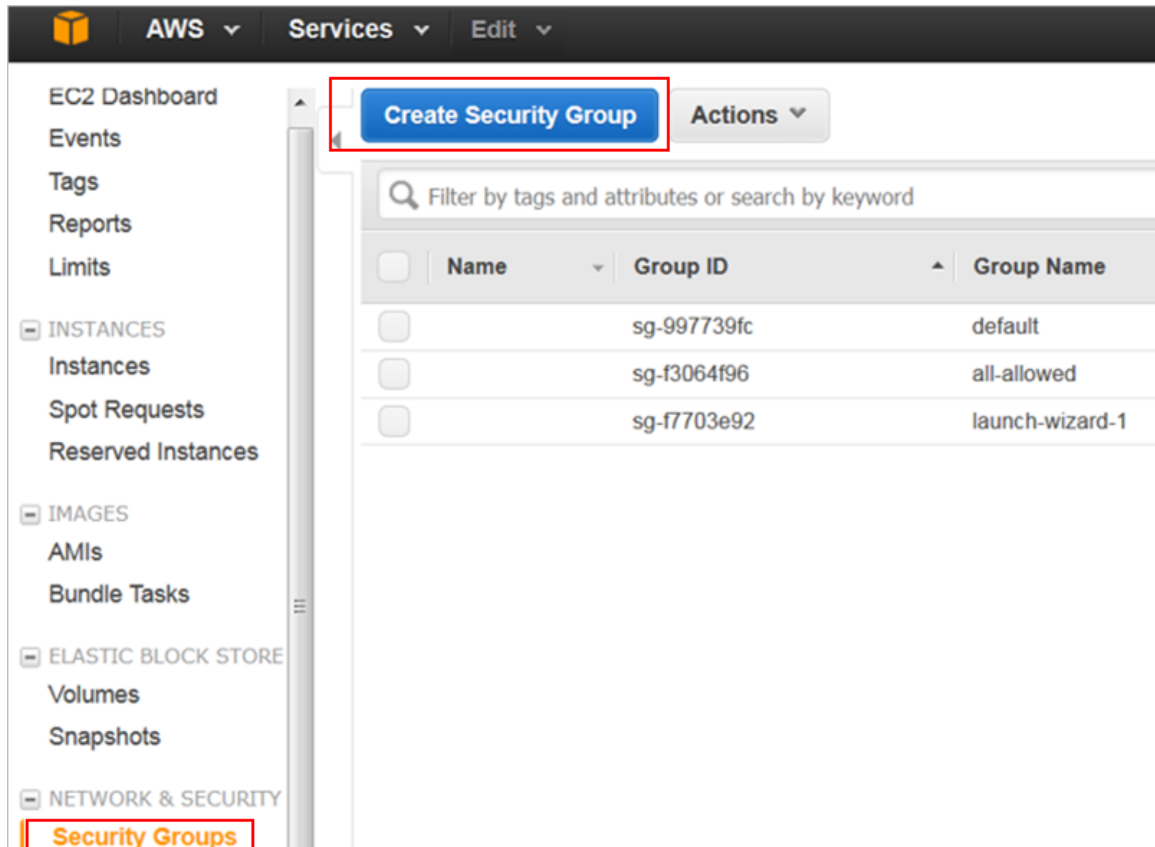 AWS Services Edit
EC2 Dashboard
Events
Tags
Reports
Limits
INSTANCES
Instances
Spot Requests
Reserved Instances
IMAGES
AMIs
Bundle Tasks
ELASTIC BLOCK STORE
Volumes
Snapshots
NETWORK & SECURITY
Security Groups
Create Security Group Actions
Filter by tags and attributes or search by keyword
Name Group ID Group Name
sg-997739fc default
sg-f3064f96 all-allowed
sg-f7703e92 launch-wizard-1